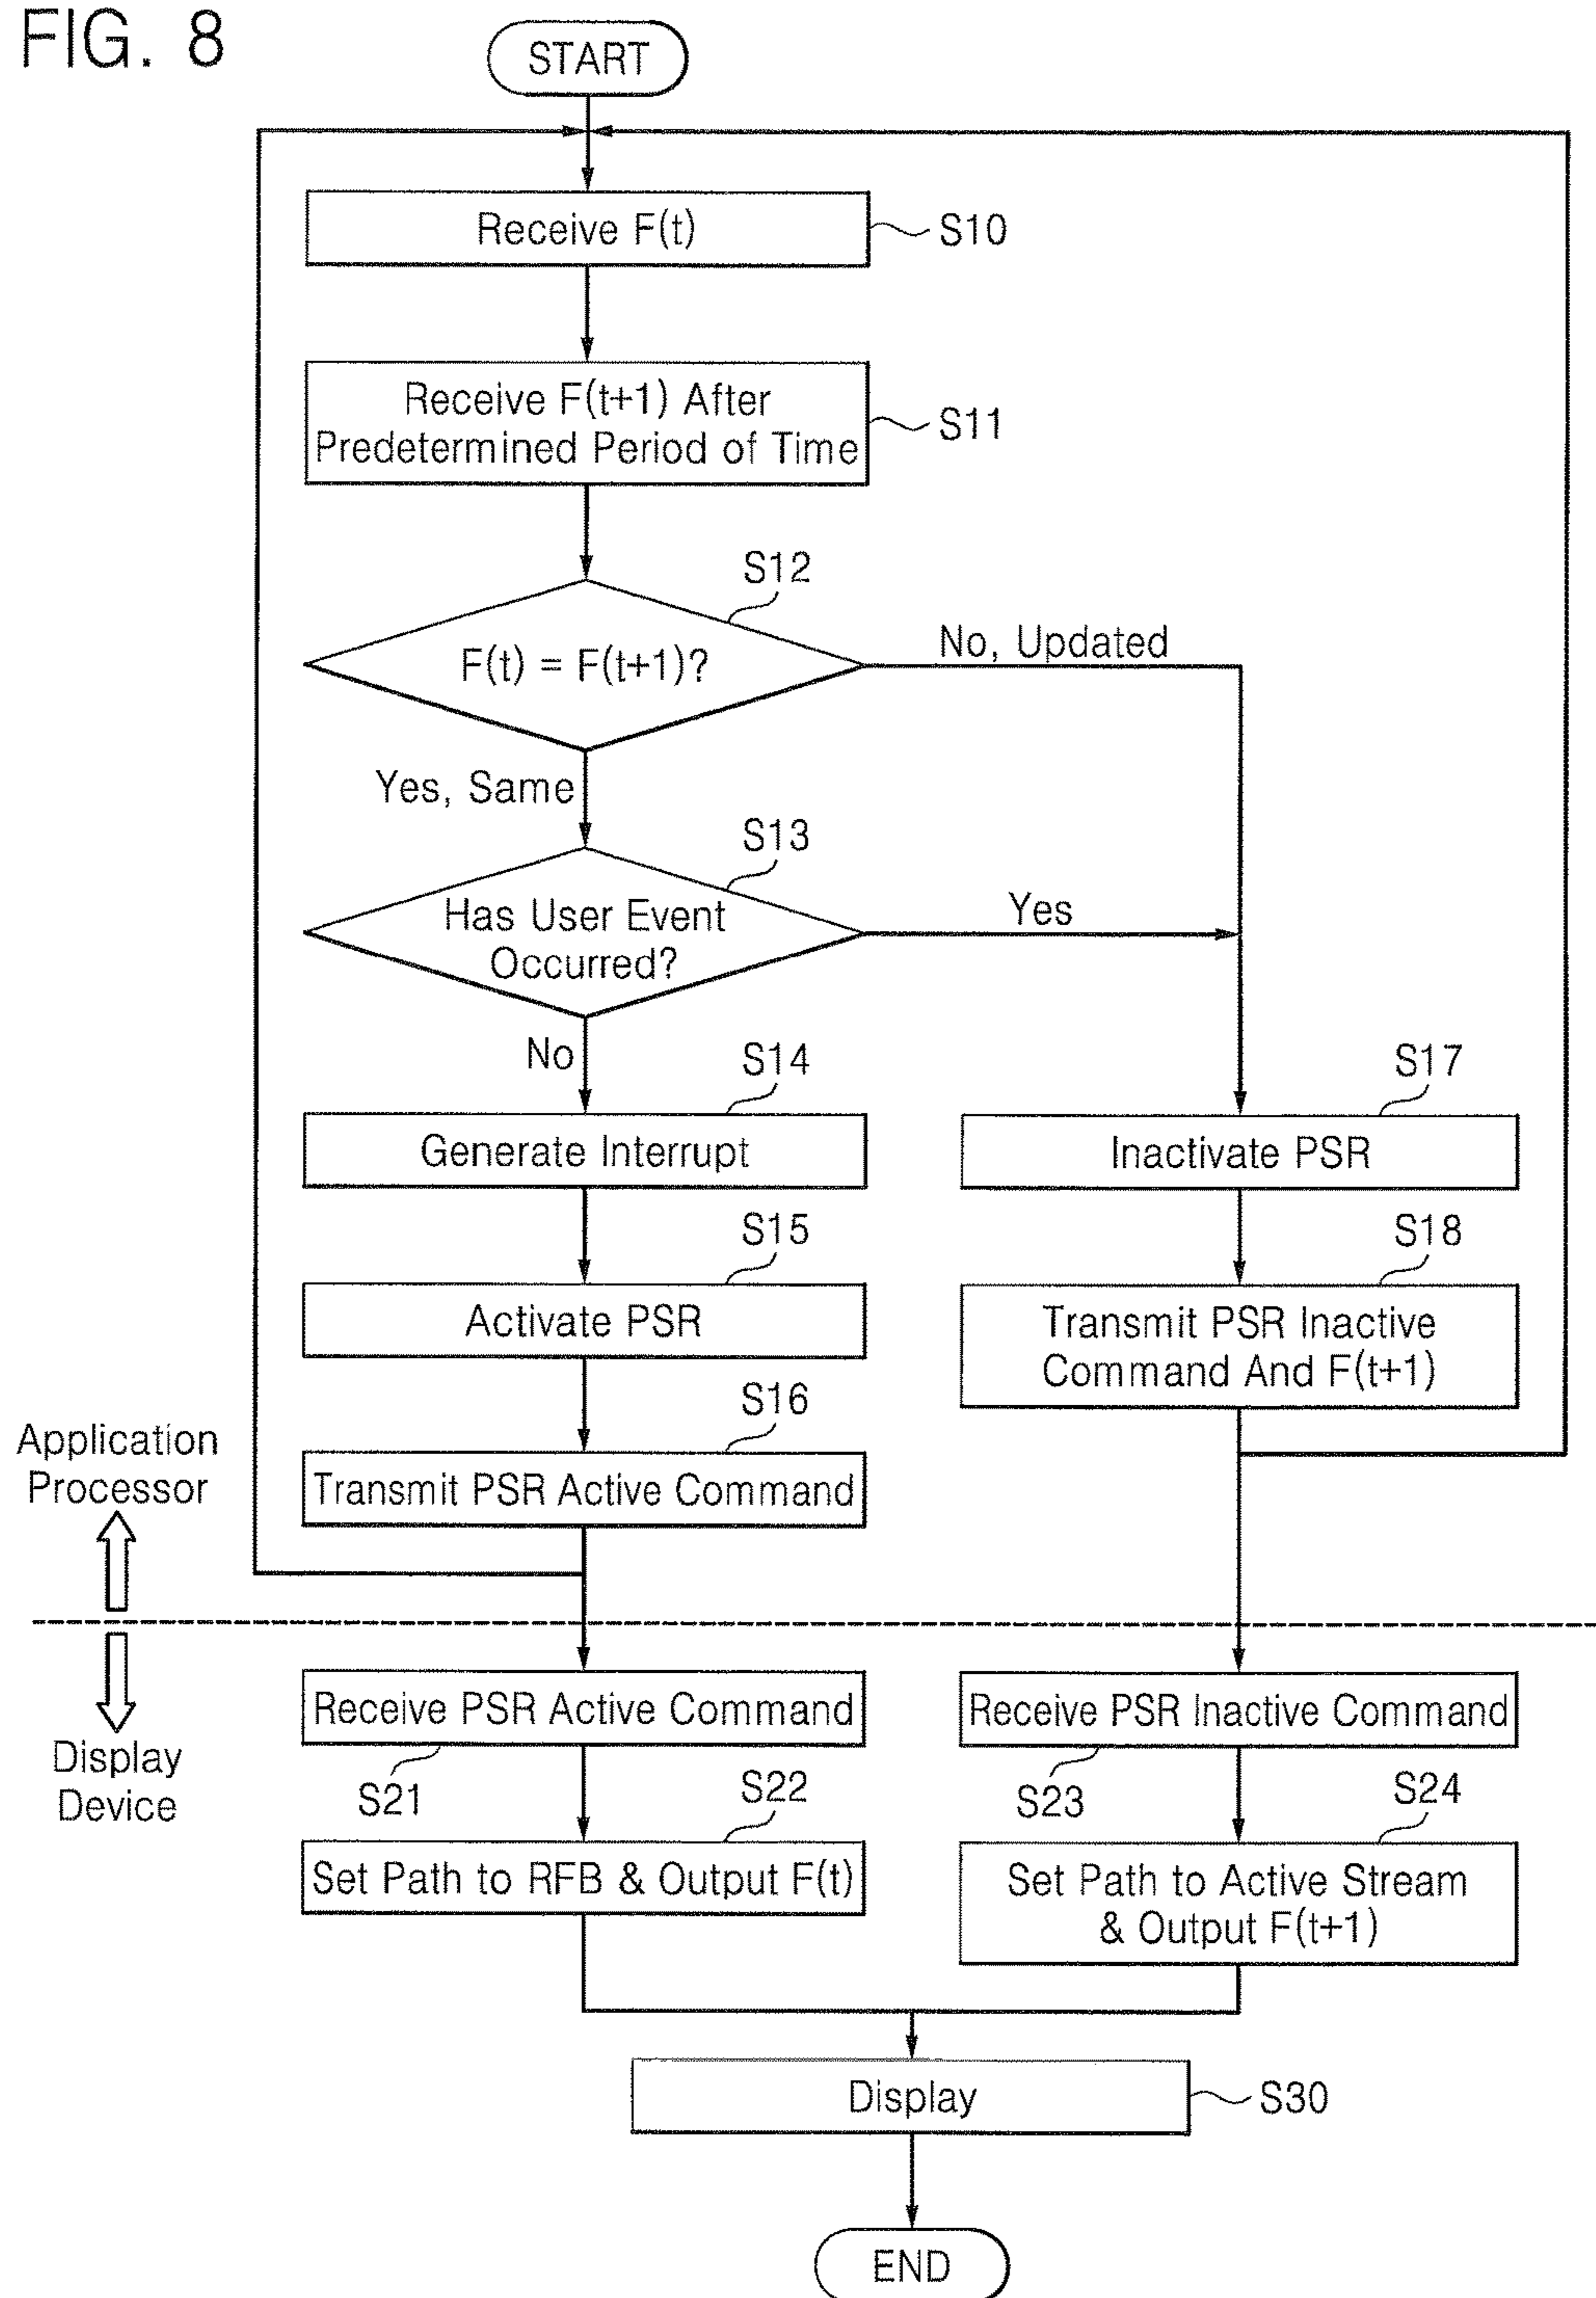 FIG. 8
START
Receive F(t)
S10
Receive F(t+1) After
Predetermined Period of Time
S11
S12
F(t) = F(t+1)?
No, Updated
Yes, Same
S13
Has User Event
Occurred?
Yes
No
S14
Generate Interrupt
S17
Inactivate PSR
S15
Activate PSR
S18
Transmit PSR Inactive
Command And F(t+1)
S16
Transmit PSR Active Command
Application
Processor
Display
Device
Receive PSR Active Command
S21
Receive PSR Inactive Command
S23
S22
Set Path to RFB & Output F(t)
S24
Set Path to Active Stream
& Output F(t+1)
Display
S30
END